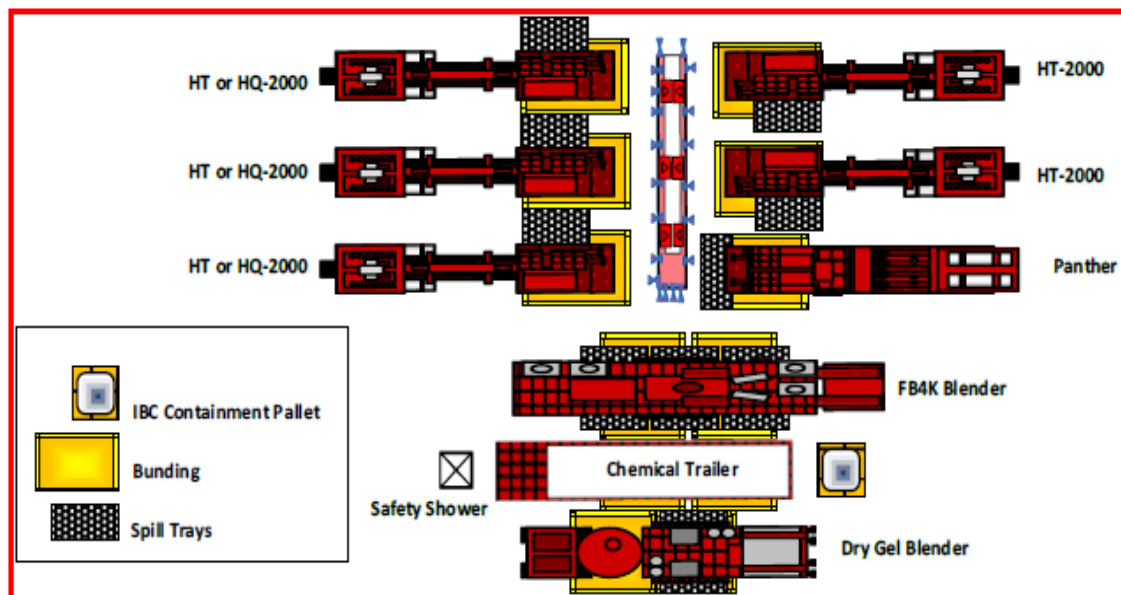 HT or HQ-2000
HT-2000
HT or HQ-2000
HT-2000
HT or HQ-2000
Panther
IBC Containment Pallet
Bunding
Spill Trays
FB4K Blender
Chemical Trailer
Safety Shower
Dry Gel Blender